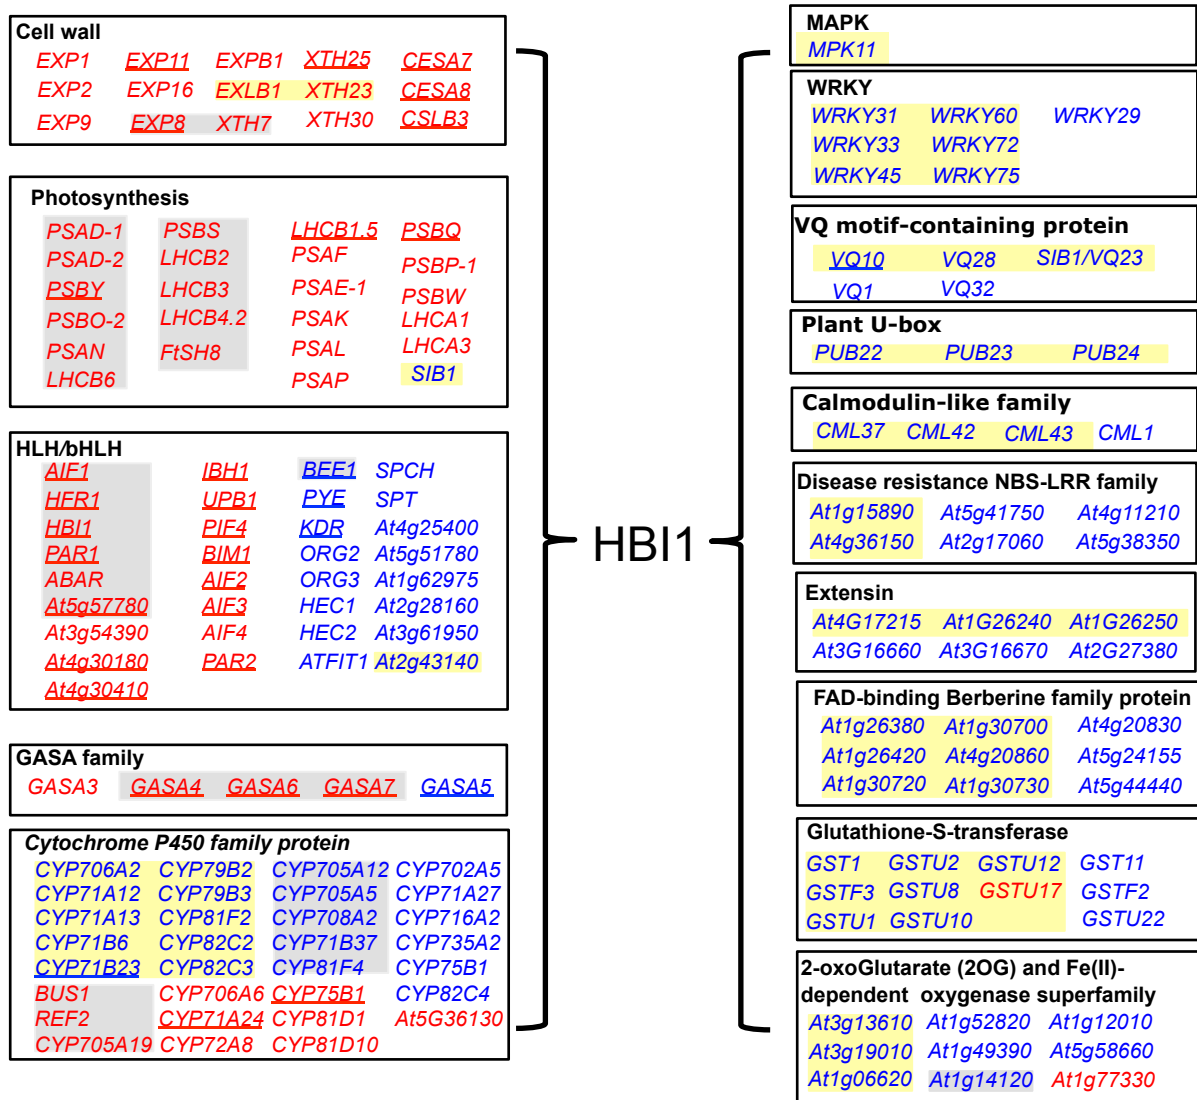 Cell wall
EXP1 EXP11 EXPB1 XTH25 CESA7
EXP2 EXP16 EXLB1 XTH23 CESA8
EXP9 EXP8 XTH7 XTH30 CSLB3
Photosynthesis
PSAD-1 PSBS LHCB1.5 PSBQ
PSAD-2 LHCB2 PSAF PSBP-1
PSBY LHCB3 PSAE-1 PSBW
PSBO-2 LHCB4.2 PSAK LHCA1
PSAN FtSH8 PSAL LHCA3
LHCB6 PSAP SIB1
HLH/bHLH
AIF1 IBH1 BEE1 SPCH
HFR1 UPB1 PYE SPT
HBI1 PIF4 KDR At4g25400
PAR1 BIM1 ORG2 At5g51780
ABAR AIF2 ORG3 At1g62975
At5g57780 AIF3 HEC1 At2g28160
At3g54390 AIF4 HEC2 At3g61950
At4g30180 PAR2 ATFIT1 At2g43140
At4g30410
GASA family
GASA3 GASA4 GASA6 GASA7 GASA5
Cytochrome P450 family protein
CYP706A2 CYP79B2 CYP705A12 CYP702A5
CYP71A12 CYP79B3 CYP705A5 CYP71A27
CYP71A13 CYP81F2 CYP708A2 CYP716A2
CYP71B6 CYP82C2 CYP71B37 CYP735A2
CYP71B23 CYP82C3 CYP81F4 CYP75B1
BUS1 CYP706A6 CYP75B1 CYP82C4
REF2 CYP71A24 CYP81D1 At5G36130
CYP705A19 CYP72A8 CYP81D10
HBI1
MAPK
MPK11
WRKY
WRKY31 WRKY60 WRKY29
WRKY33 WRKY72
WRKY45 WRKY75
VQ motif-containing protein
VQ10 VQ28 SIB1/VQ23
VQ1 VQ32
Plant U-box
PUB22 PUB23 PUB24
Calmodulin-like family
CML37 CML42 CML43 CML1
Disease resistance NBS-LRR family
At1g15890 At5g41750 At4g11210
At4g36150 At2g17060 At5g38350
Extensin
At4G17215 At1G26240 At1G26250
At3G16660 At3G16670 At2G27380
FAD-binding Berberine family protein
At1g26380 At1g30700 At4g20830
At1g26420 At4g20860 At5g24155
At1g30720 At1g30730 At5g44440
Glutathione-S-transferase
GST1 GSTU2 GSTU12 GST11
GSTF3 GSTU8 GSTU17 GSTF2
GSTU1 GSTU10 GSTU22
2-oxoGlutarate (2OG) and Fe(II)-
dependent oxygenase superfamily
At3g13610 At1g52820 At1g12010
At3g19010 At1g49390 At5g58660
At1g06620 At1g14120 At1g77330